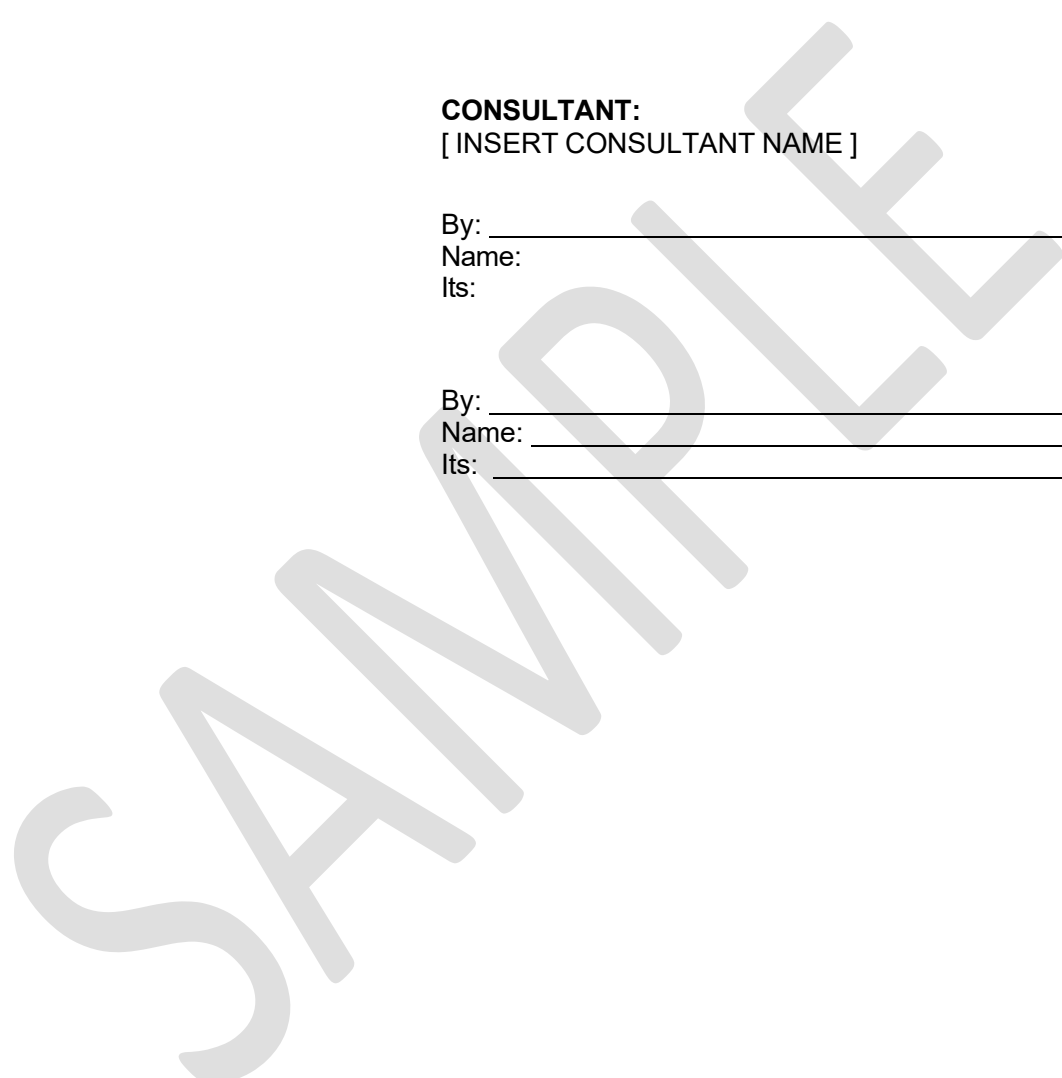 CONSULTANT:
[ INSERT CONSULTANT NAME ]
By:
Name:
Its:
By:
Name:
Its:
SAMPLE